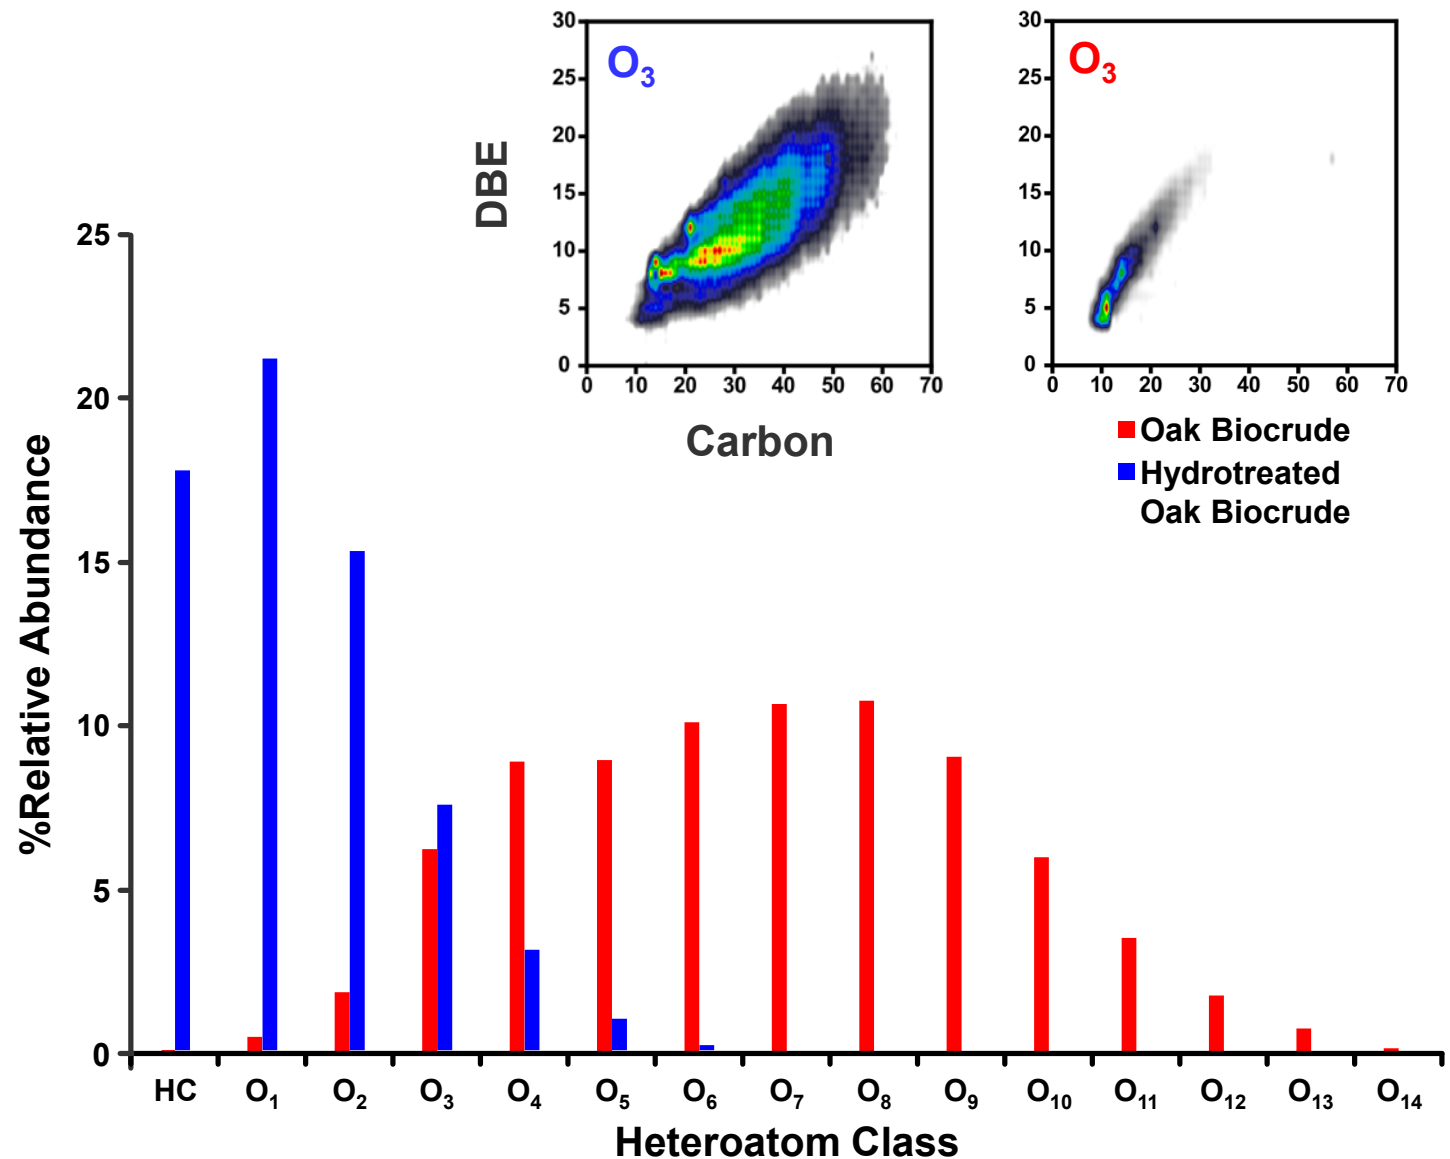 O3
30
25
20
15
10
5
0
0 10 20 30 40 50 60 70
DBE
Carbon
O3
30
25
20
15
10
5
0
0 10 20 30 40 50 60 70
Oak Biocrude
Hydrotreated
Oak Biocrude
%Relative Abundance
25
20
15
10
5
0
HC O1 O2 O3 O4 O5 O6 O7 O8 O9 O10 O11 O12 O13 O14
Heteroatom Class